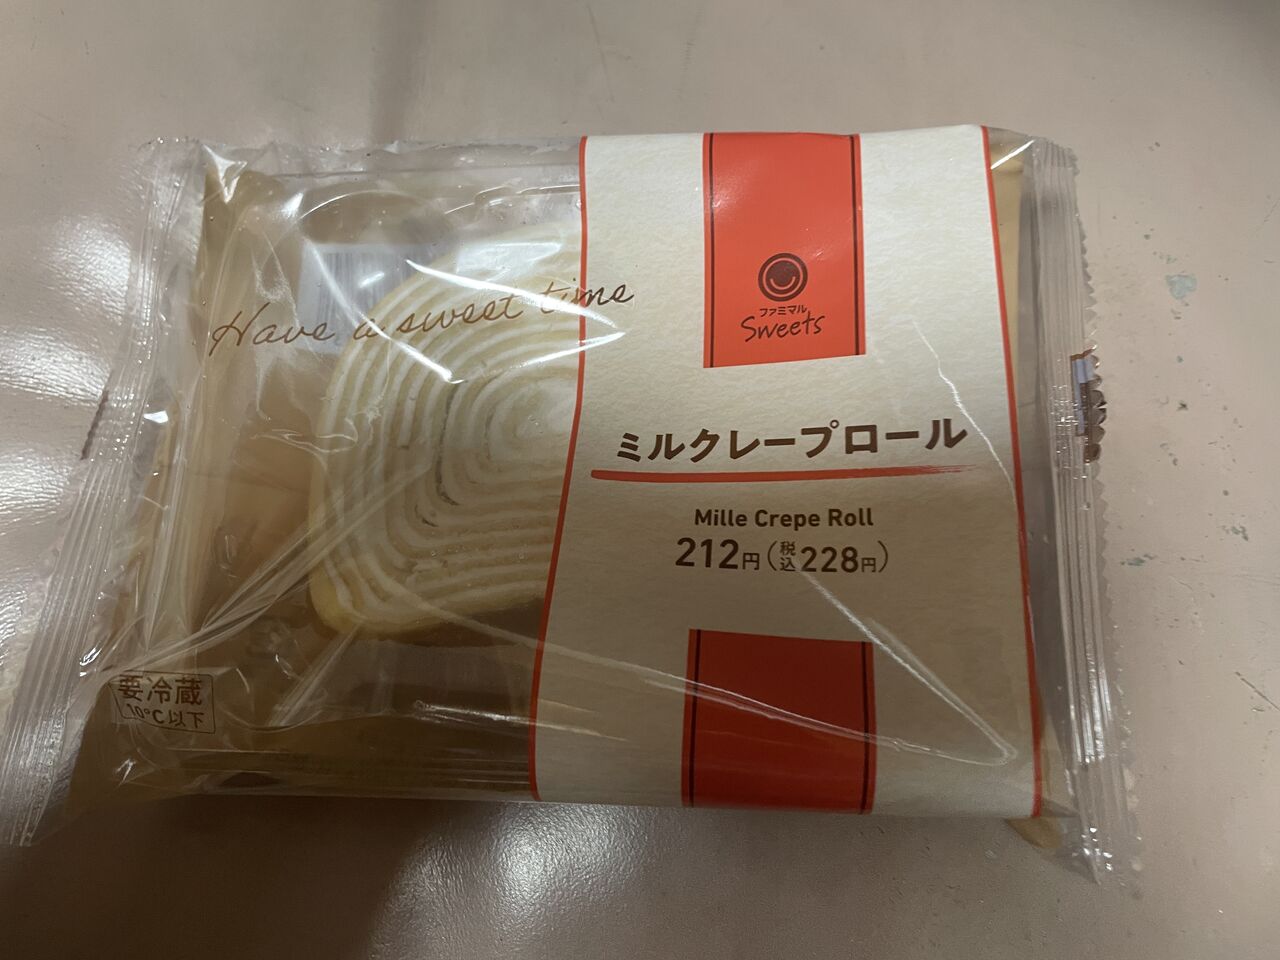 Have a sweet time
ファミマル
Sweets
ミルクレープロール
Mille Crepe Roll
212円(税込228円)
要冷蔵
10℃以下